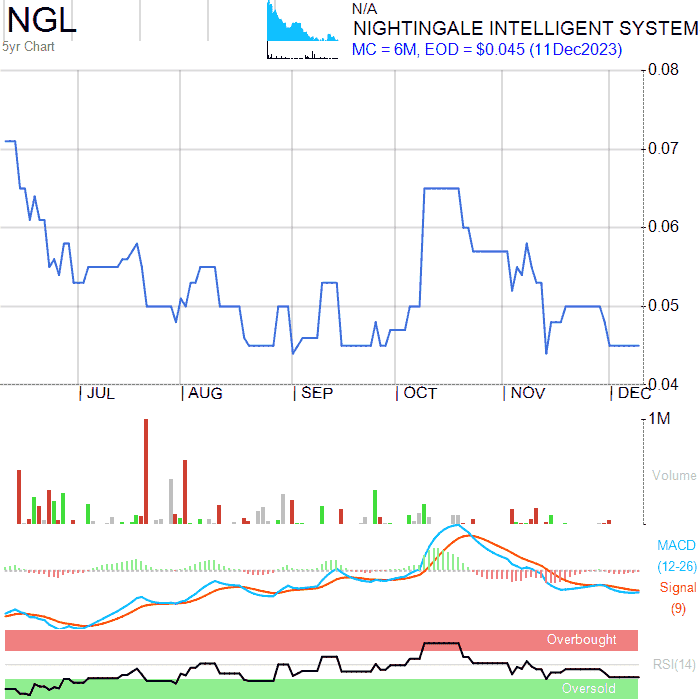 NGL
5yr Chart
N/A
NIGHTINGALE INTELLIGENT SYSTEM
MC = 6M, EOD = $0.045 (11Dec2023)
0.08
0.07
0.06
0.05
0.04
JUL AUG SEP OCT NOV DEC
1M
Volume
MACD
(12-26)
Signal
(9)
Overbought
RSI(14)
Oversold